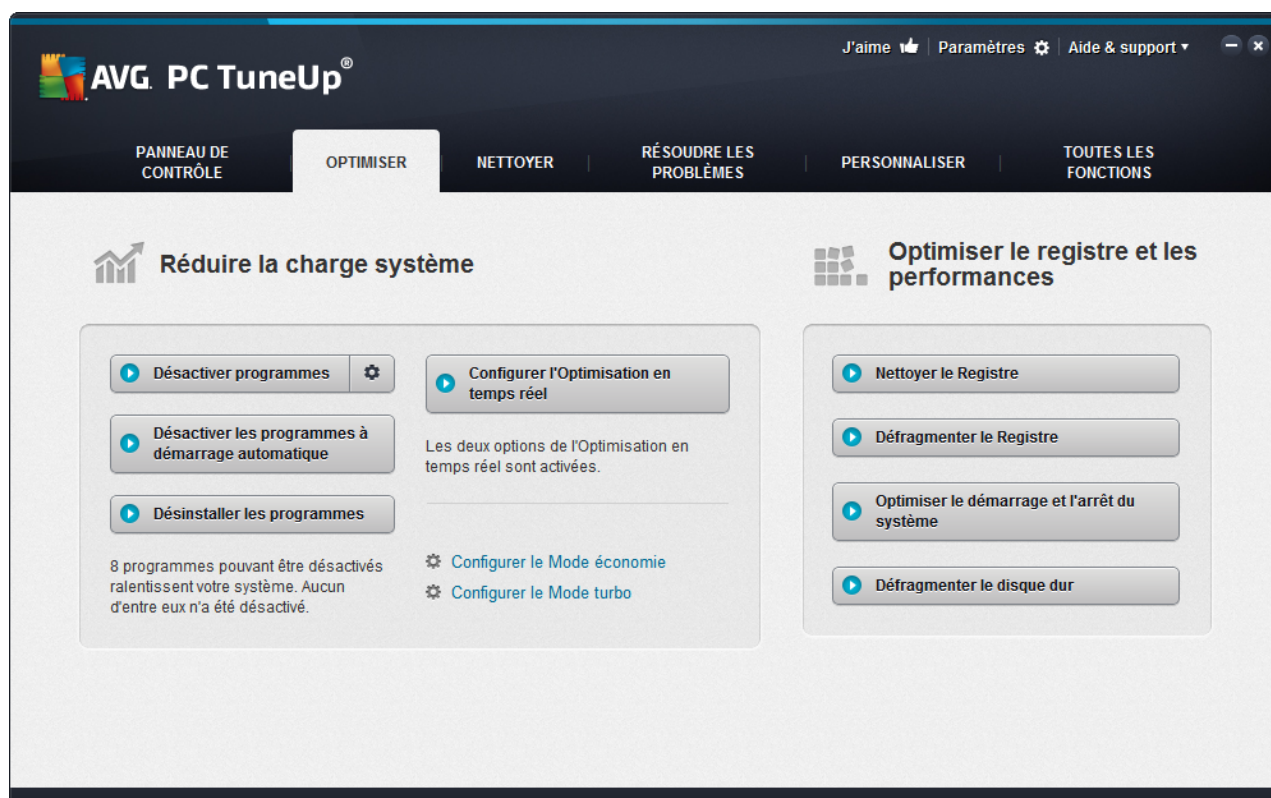 J'aime Paramètres Aide & support
AVG. PC TuneUp®
PANNEAU DE
CONTRÔLE
OPTIMISER
NETTOYER
RÉSOUDRE LES
PROBLÈMES
PERSONNALISER
TOUTES LES
FONCTIONS
Réduire la charge système
Désactiver programmes
Désactiver les programmes à
démarrage automatique
Désinstaller les programmes
8 programmes pouvant être désactivés
ralentissent votre système. Aucun
d'entre eux n'a été désactivé.
Configurer l'Optimisation en
temps réel
Les deux options de l'Optimisation en
temps réel sont activées.
Configurer le Mode économie
Configurer le Mode turbo
Optimiser le registre et les
performances
Nettoyer le Registre
Défragmenter le Registre
Optimiser le démarrage et l'arrêt du
système
Défragmenter le disque dur